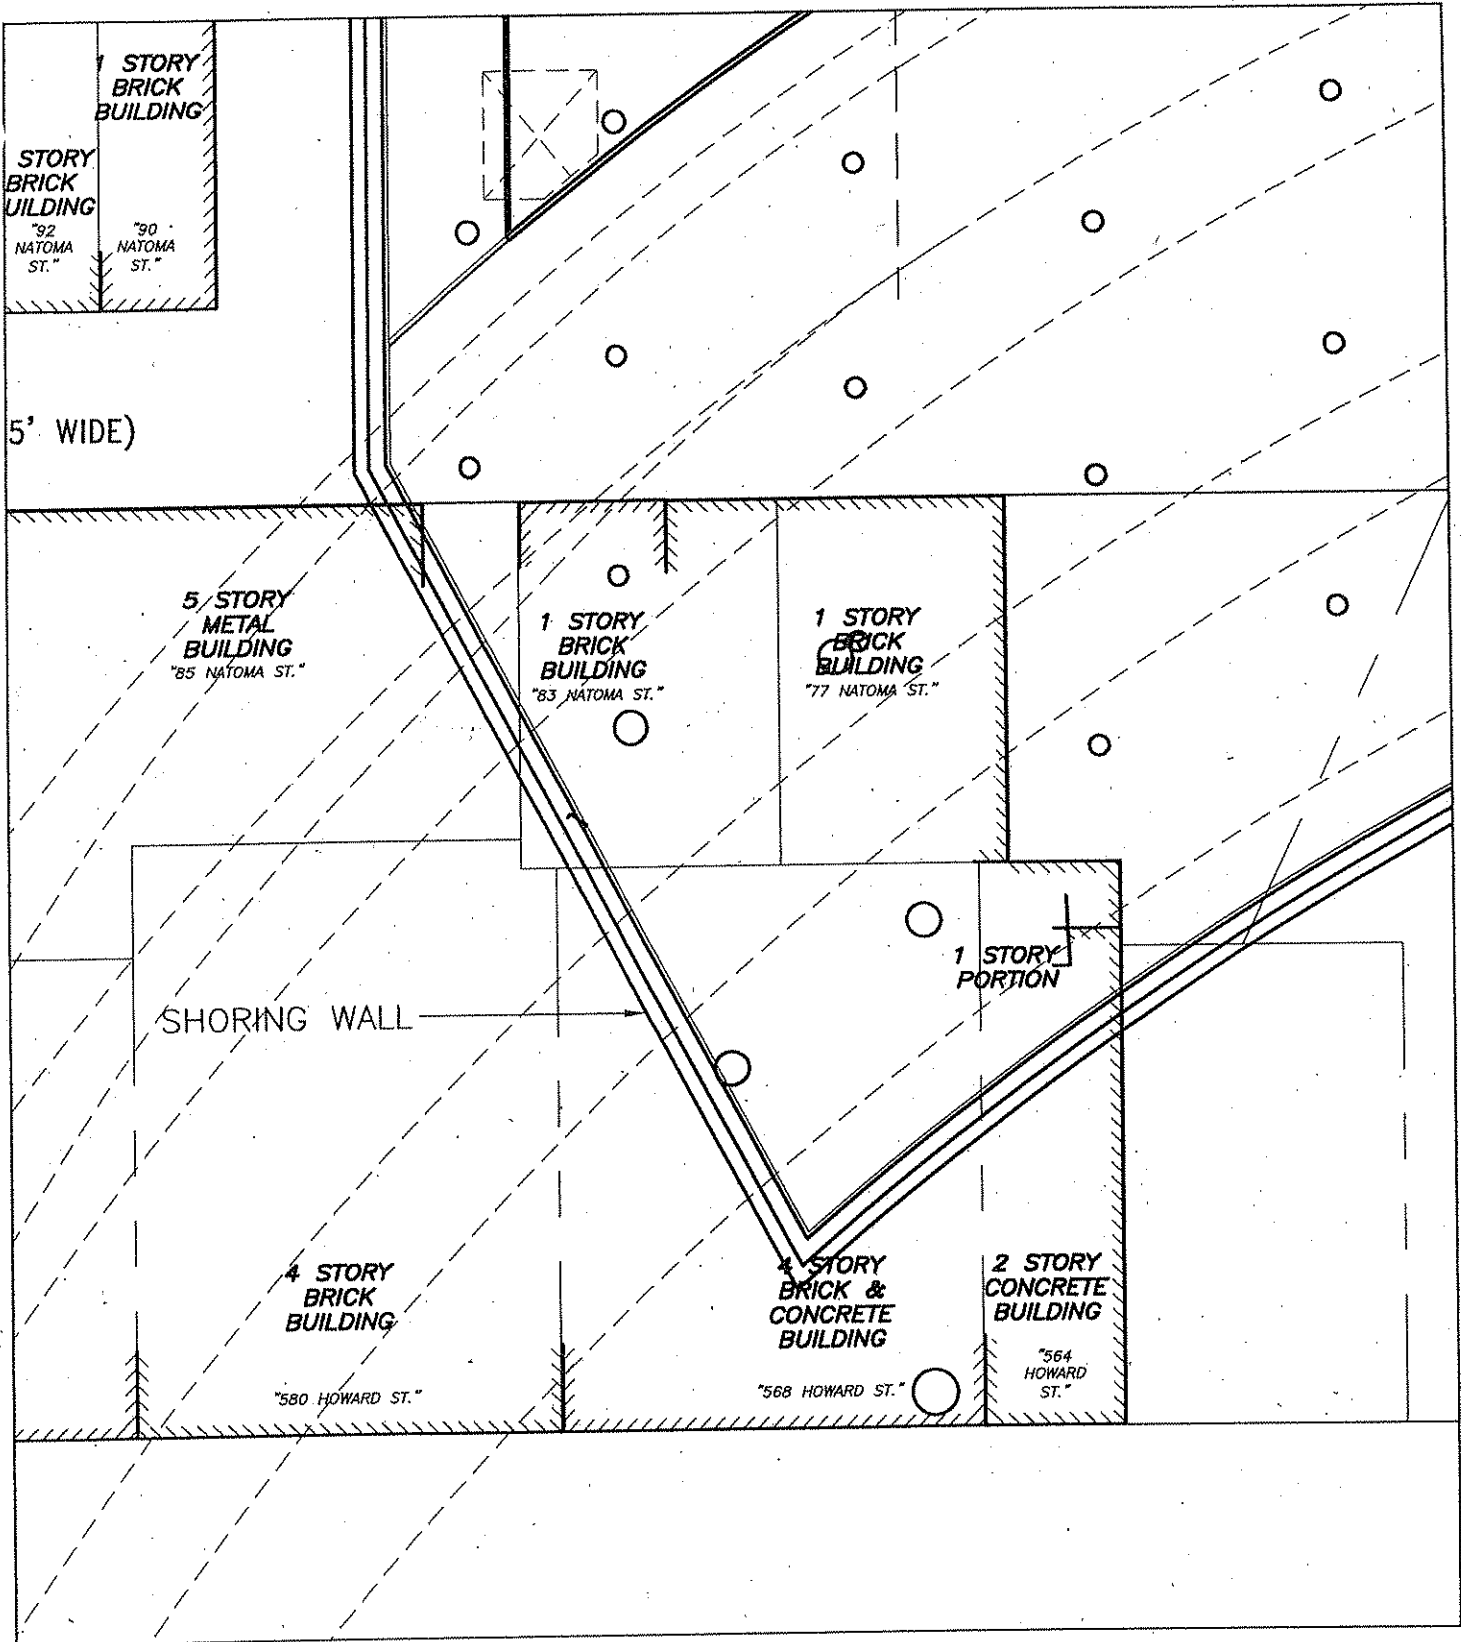 1 STORY
BRICK
BUILDING
STORY
BRICK
UILDING
"92
NATOMA
ST."
"90
NATOMA
ST."
5' WIDE)
5 STORY
METAL
BUILDING
"85 NATOMA ST."
1 STORY
BRICK
BUILDING
"83 NATOMA ST."
1 STORY
BRICK
BUILDING
"77 NATOMA ST."
1 STORY
PORTION
SHORING WALL
4 STORY
BRICK
BUILDING
"580 HOWARD ST."
4 STORY
BRICK &
CONCRETE
BUILDING
"568 HOWARD ST."
2 STORY
CONCRETE
BUILDING
"564
HOWARD
ST."